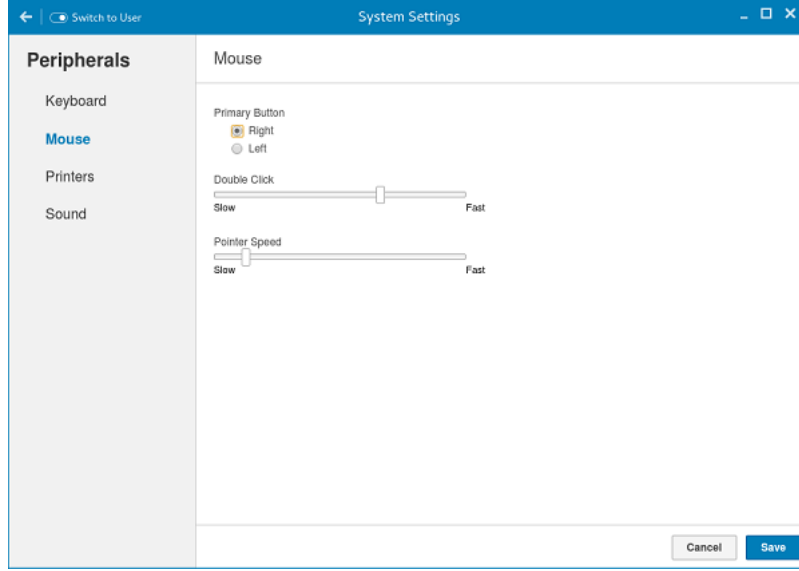 Switch to User System Settings
Peripherals
Keyboard
Mouse
Printers
Sound
Mouse
Primary Button
Right
Left
Double Click
Slow Fast
Pointer Speed
Slow Fast
Cancel Save